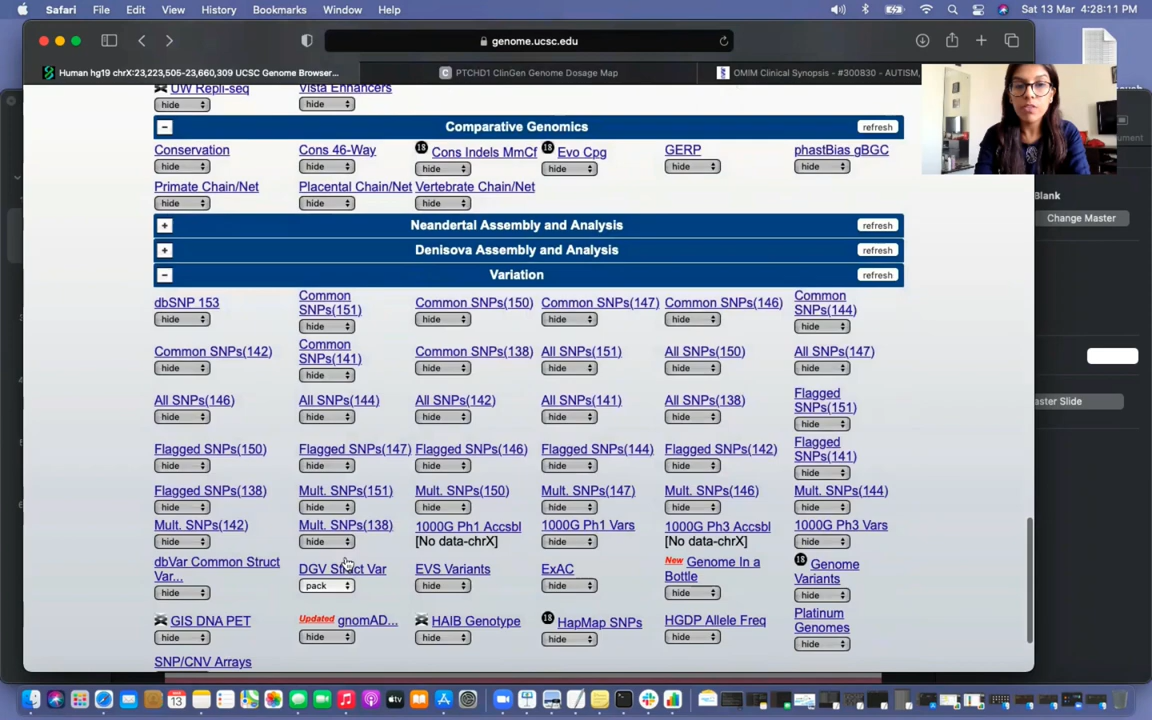 Safari File Edit View History Bookmarks Window Help Sat 13 Mar 4:28:11 PM
genome.ucsc.edu
Human hg19 chrX:23,223,505-23,660,309 UCSC Genome Browser... PTCHD1 ClinGen Genome Dosage Map OMIM Clinical Synopsis - #300830 - AUTISM,
UW Repli-seq Vista Enhancers
hide hide
Comparative Genomics refresh
Conservation Cons 46-Way 18 Cons Indels MmCf 18 Evo Cpg GERP phastBias gBGC
hide hide hide hide hide hide
Primate Chain/Net Placental Chain/Net Vertebrate Chain/Net
hide hide hide
Neandertal Assembly and Analysis refresh
Denisova Assembly and Analysis refresh
Variation refresh
dbSNP 153 Common SNPs(151) Common SNPs(150) Common SNPs(147) Common SNPs(146) Common SNPs(144)
hide hide hide hide hide hide
Common SNPs(142) Common SNPs(141) Common SNPs(138) All SNPs(151) All SNPs(150) All SNPs(147)
hide hide hide hide hide hide
All SNPs(146) All SNPs(144) All SNPs(142) All SNPs(141) All SNPs(138) Flagged SNPs(151)
hide hide hide hide hide hide
Flagged SNPs(150) Flagged SNPs(147) Flagged SNPs(146) Flagged SNPs(144) Flagged SNPs(142) Flagged SNPs(141)
hide hide hide hide hide hide
Flagged SNPs(138) Mult. SNPs(151) Mult. SNPs(150) Mult. SNPs(147) Mult. SNPs(146) Mult. SNPs(144)
hide hide hide hide hide hide
Mult. SNPs(142) Mult. SNPs(138) 1000G Ph1 Accsbl 1000G Ph1 Vars 1000G Ph3 Accsbl 1000G Ph3 Vars
hide hide [No data-chrX] hide [No data-chrX] hide
dbVar Common Struct Var... DGV Struct Var EVS Variants ExAC New Genome In a Bottle 18 Genome Variants
hide pack hide hide hide hide
GIS DNA PET Updated gnomAD... HAIB Genotype 18 HapMap SNPs HGDP Allele Freq Platinum Genomes
hide hide hide hide hide hide
SNP/CNV Arrays
Blank
Change Master
aster Slide